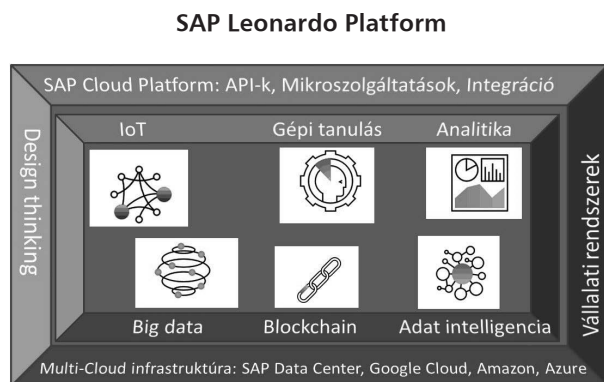 SAP Leonardo Platform
SAP Cloud Platform: API-k, Mikroszolgáltatások, Integráció
Design thinking
IoT
Gépi tanulás
Analitika
Big data
Blockchain
Adat intelligencia
Vállalati rendszerek
Multi-Cloud infrastruktúra: SAP Data Center, Google Cloud, Amazon, Azure